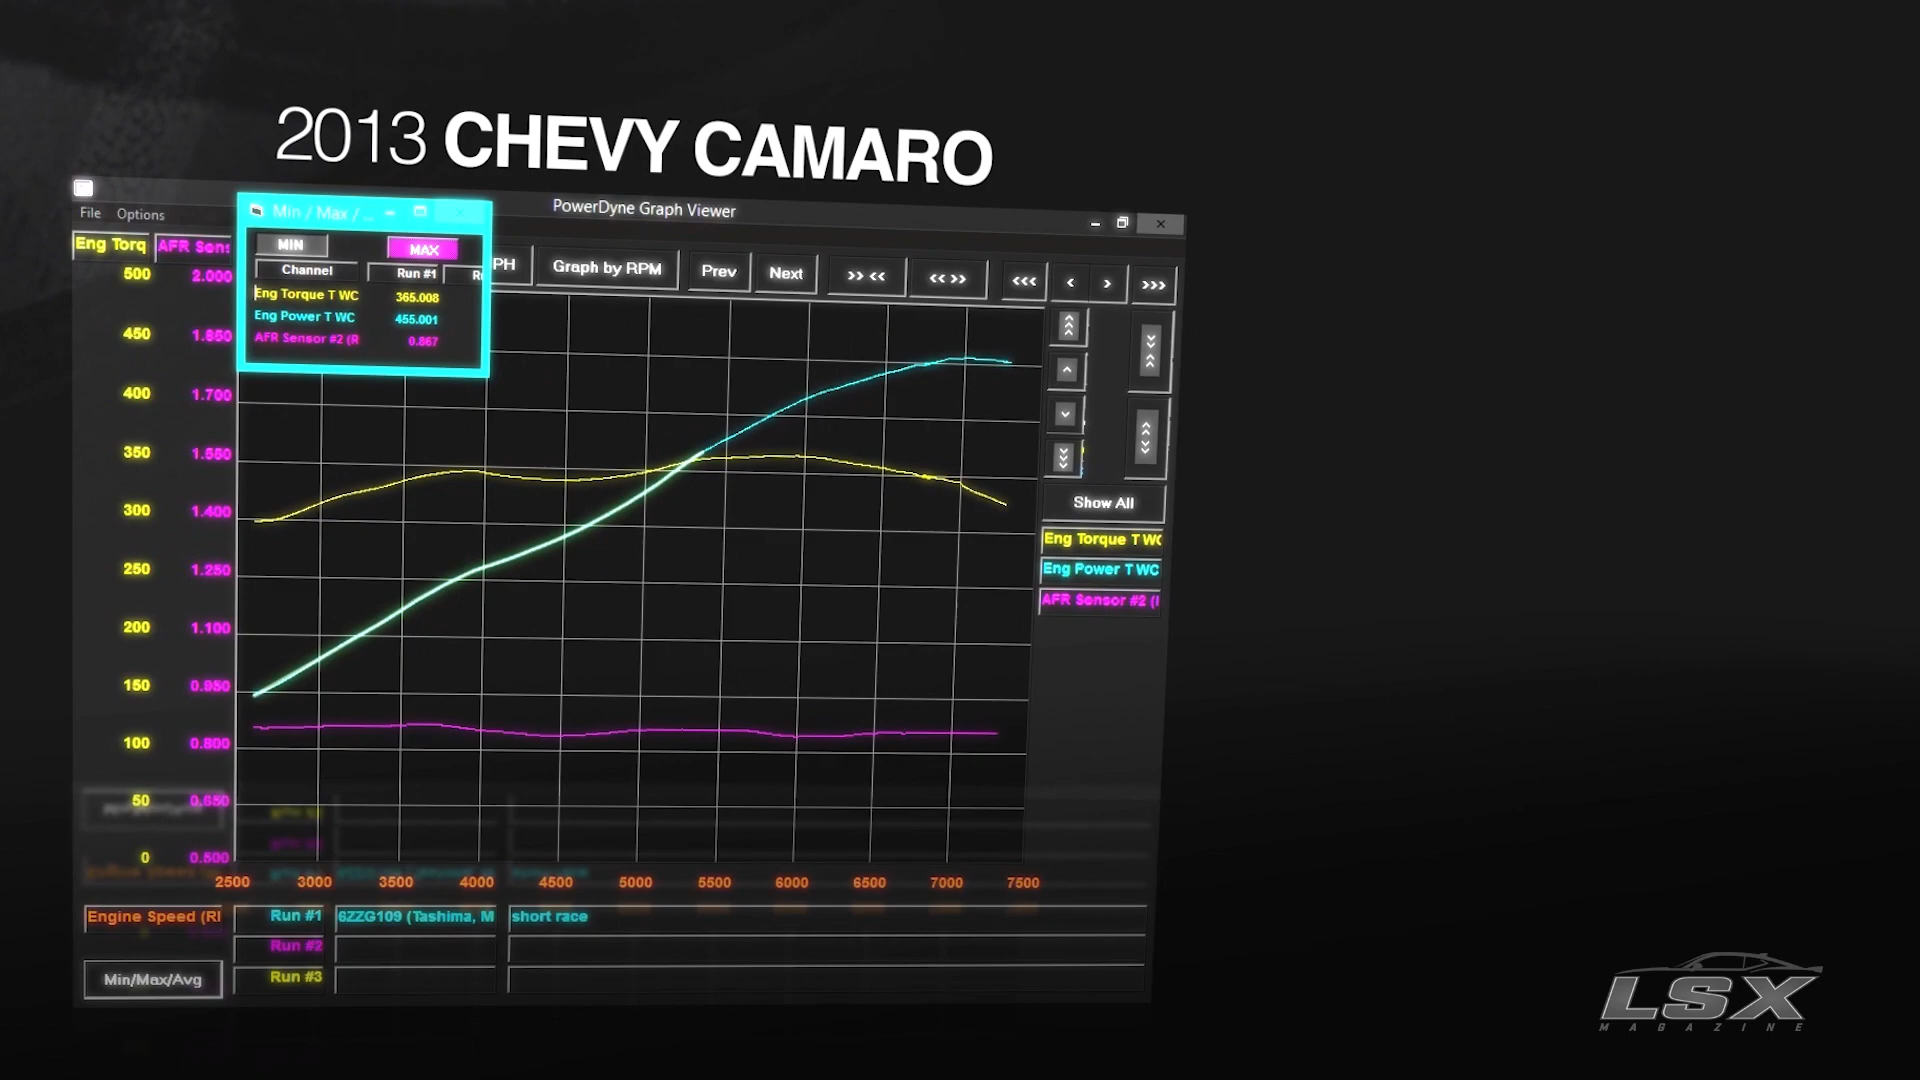 2013 CHEVY CAMARO
PowerDyne Graph Viewer
File Options
Min / Max / ...
MIN MAX
Channel Run #1
Eng Torque T WC 365.008
Eng Power T WC 455.001
AFR Sensor #2 (R 0.867
Eng Torq AFR Sens
PH Graph by RPM Prev Next >> << << >> <<< < > >>>
500 2.000
450 1.850
400 1.700
350 1.550
300 1.400
250 1.250
200 1.100
150 0.950
100 0.800
50 0.650
0 0.500
Show All
Eng Torque T WC
Eng Power T WC
AFR Sensor #2 (
2500 3000 3500 4000 4500 5000 5500 6000 6500 7000 7500
Engine Speed (RI Run #1 6ZZG109 (Tashima, M short race
Run #2
Min/Max/Avg Run #3
LSX
MAGAZINE